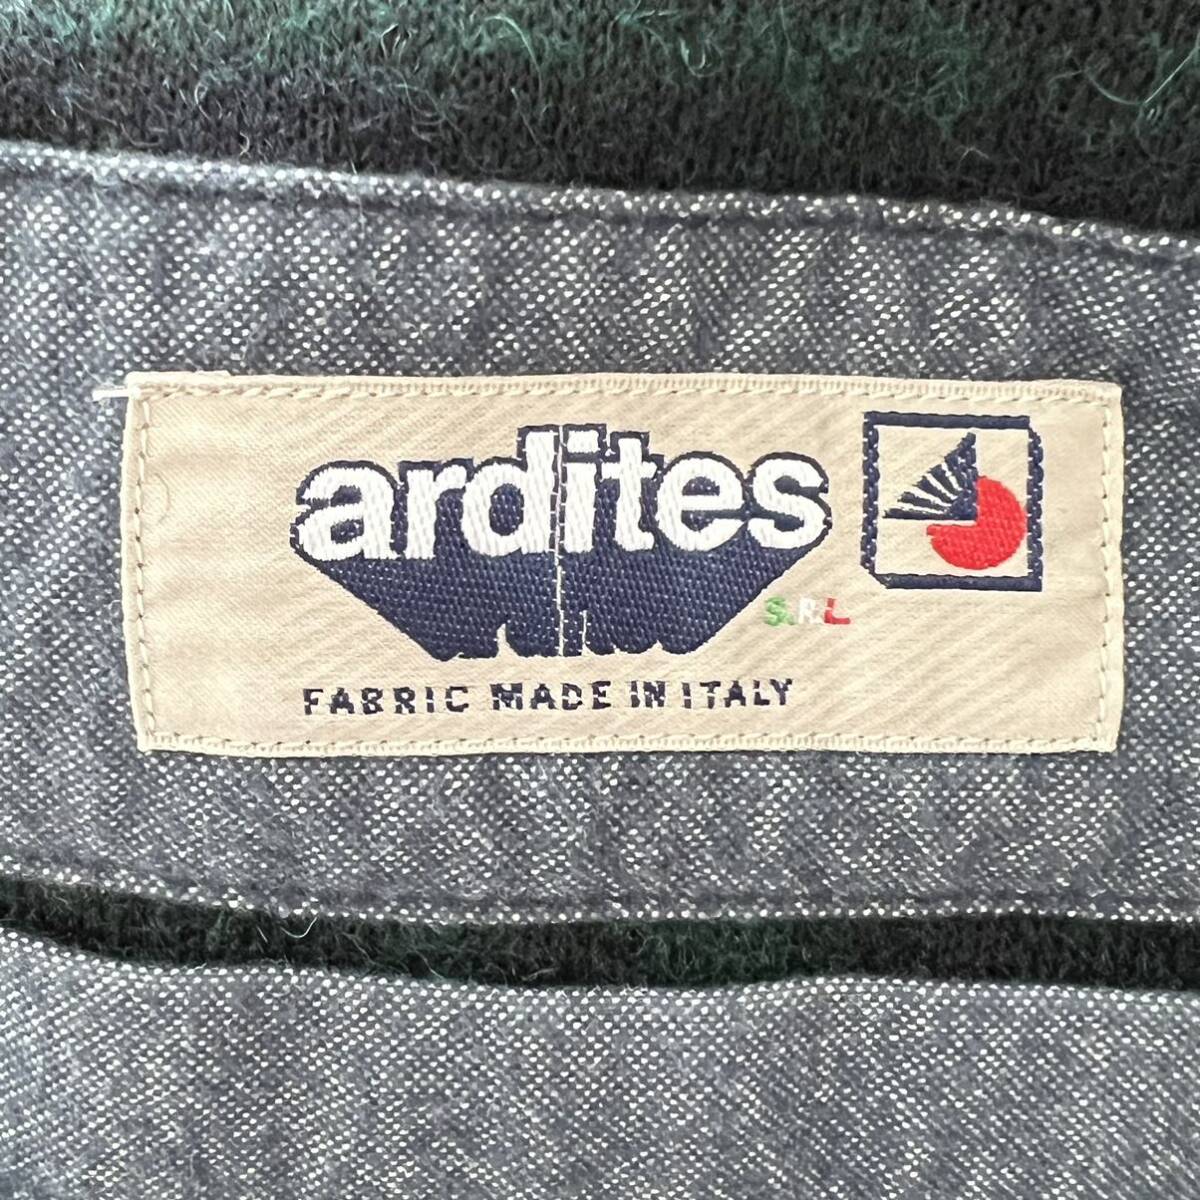 ardites
S.R.L.
FABRIC MADE IN ITALY